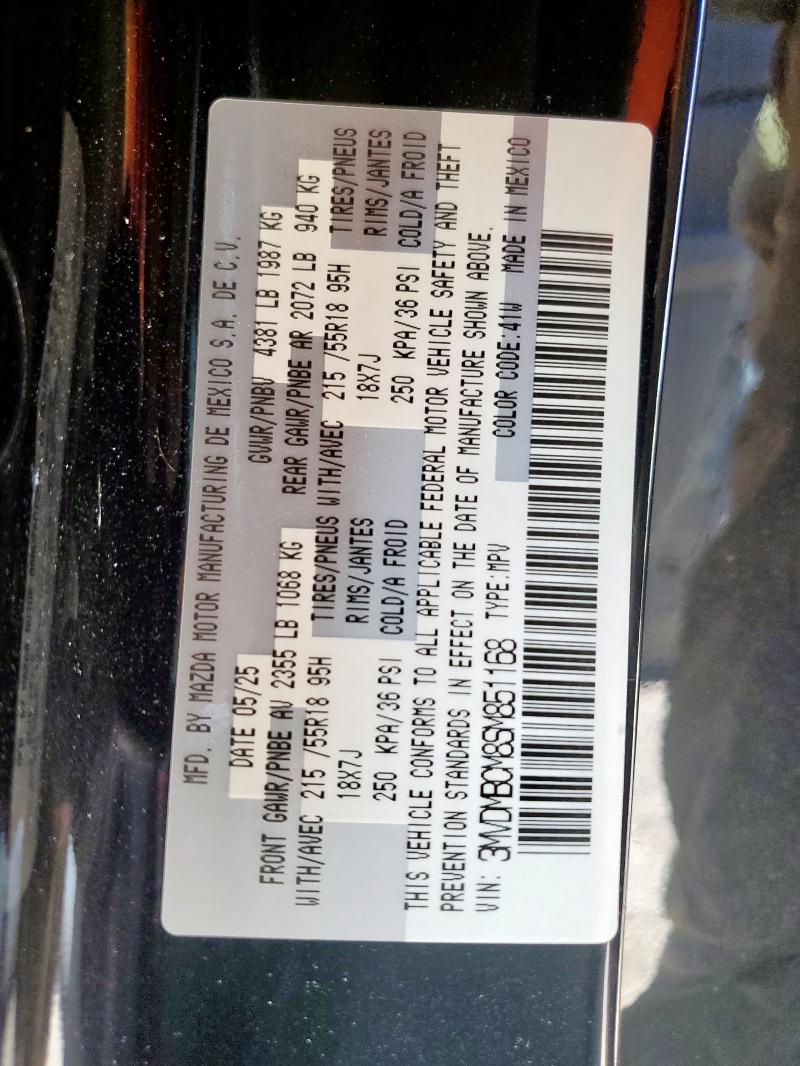 MFD. BY MAZDA MOTOR MANUFACTURING DE MEXICO S.A. DE C.V.
DATE 05/25 GVWR/PNBV 4381 LB 1987 KG
FRONT GAWR/PNBE AV 2355 LB 1068 KG REAR GAWR/PNBE AR 2072 LB 940 KG
WITH/AVEC 215 /55R18 95H TIRES/PNEUS WITH/AVEC 215 /55R18 95H TIRES/PNEUS
18X7J RIMS/JANTES 18X7J RIMS/JANTES
250 KPA/36 PSI COLD/A FROID 250 KPA/36 PSI COLD/A FROID
THIS VEHICLE CONFORMS TO ALL APPLICABLE FEDERAL MOTOR VEHICLE SAFETY AND THEFT
PREVENTION STANDARDS IN EFFECT ON THE DATE OF MANUFACTURE SHOWN ABOVE.
VIN: 3MVDMBCM8SM851168 TYPE:MPV COLOR CODE:41W MADE IN MEXICO